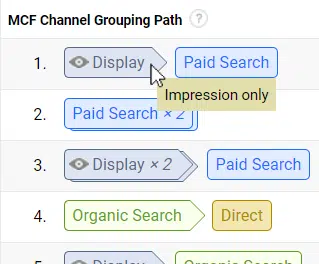 MCF Channel Grouping Path ?
1. Display Paid Search
Impression only
2. Paid Search × 2
3. Display × 2 Paid Search
4. Organic Search Direct
5. Display Organic Search